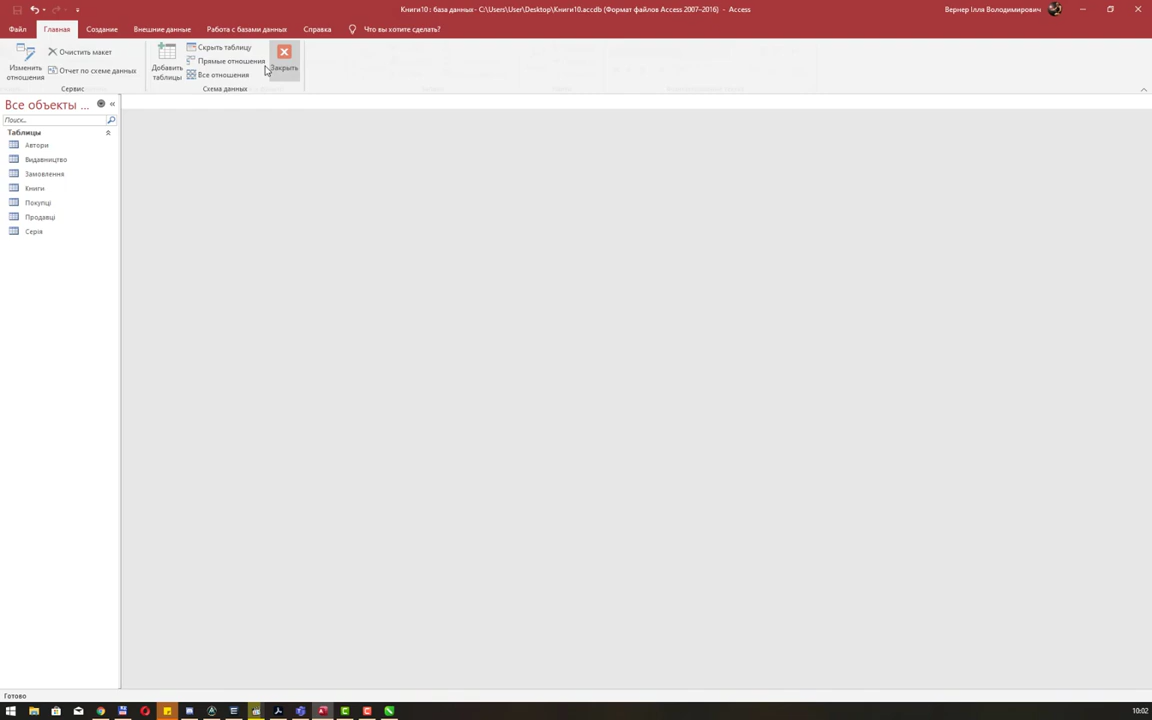 Книги10 : база данных - C:\Users\User\Desktop\Книги10.accdb (Формат файлов Access 2007–2016) - Access
Вернер Ілля Володимирович
Файл
Главная
Создание
Внешние данные
Работа с базами данных
Справка
Что вы хотите сделать?
Изменить отношения
Очистить макет
Отчет по схеме данных
Сервис
Добавить таблицы
Скрыть таблицу
Прямые отношения
Все отношения
Закрыть
Схема данных
Все объекты ...
Поиск...
Таблицы
Автори
Видавництво
Замовлення
Книги
Покупці
Продавці
Серія
Готово
10:02